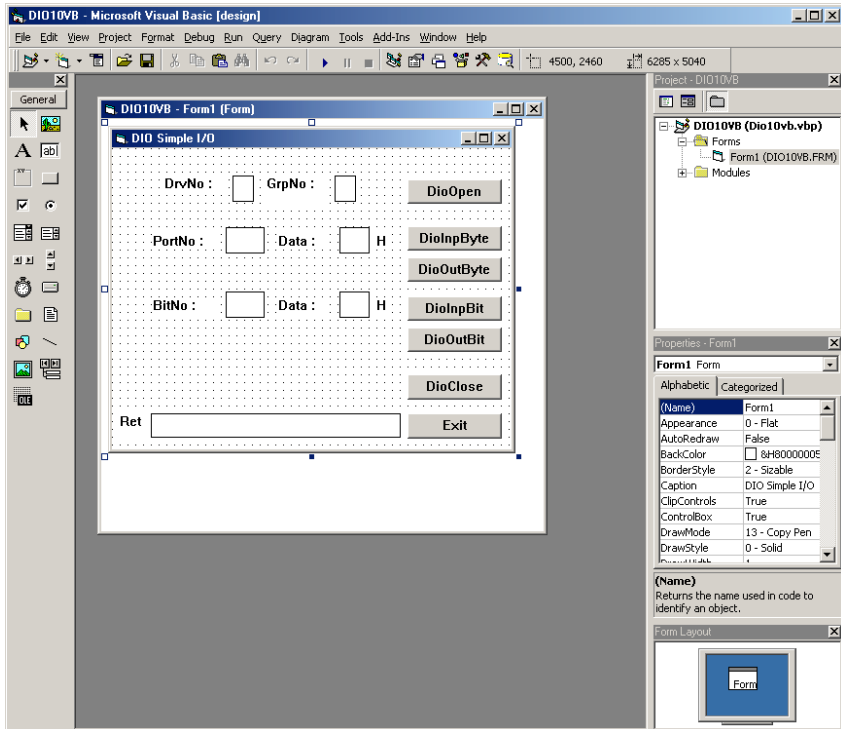 DIO10VB - Microsoft Visual Basic [design]
File Edit View Project Format Debug Run Query Diagram Tools Add-Ins Window Help
4500, 2460 6285 x 5040
General
A ab|
OLE
DIO10VB - Form1 (Form)
DIO Simple I/O
DrvNo : GrpNo : DioOpen
PortNo : Data : H DioInpByte
DioOutByte
BitNo : Data : H DioInpBit
DioOutBit
DioClose
Ret Exit
Project - DIO10VB
DIO10VB (Dio10vb.vbp)
Forms
Form1 (DIO10VB.FRM)
Modules
Properties - Form1
Form1 Form
Alphabetic Categorized
(Name) Form1
Appearance 0 - Flat
AutoRedraw False
BackColor &H80000005
BorderStyle 2 - Sizable
Caption DIO Simple I/O
ClipControls True
ControlBox True
DrawMode 13 - Copy Pen
DrawStyle 0 - Solid
(Name)
Returns the name used in code to
identify an object.
Form Layout
Form